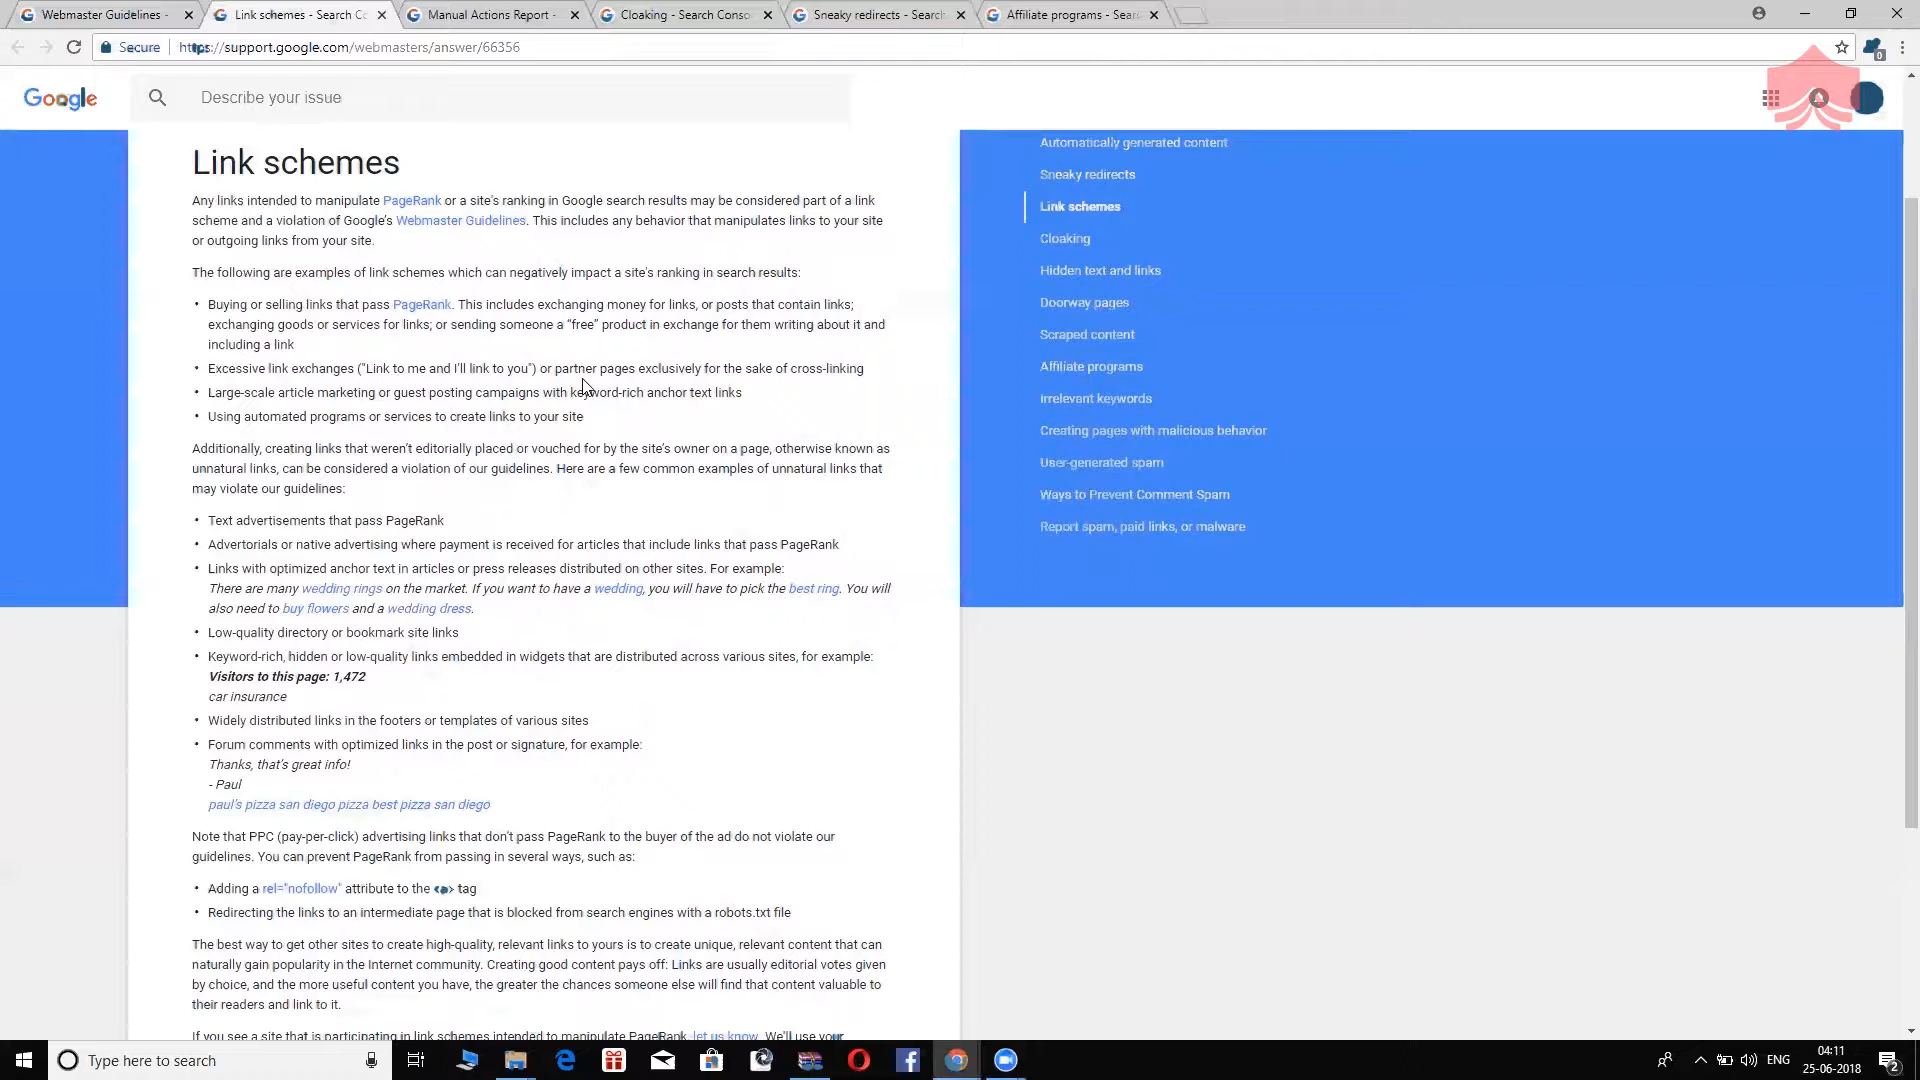 Webmaster Guidelines -
Link schemes - Search Co
Manual Actions Report -
Cloaking - Search Conso
Sneaky redirects - Search
Affiliate programs - Sear
Secure
https://support.google.com/webmasters/answer/66356
0
Google
Describe your issue
Link schemes
Any links intended to manipulate PageRank or a site's ranking in Google search results may be considered part of a link
scheme and a violation of Google's Webmaster Guidelines. This includes any behavior that manipulates links to your site
or outgoing links from your site.
The following are examples of link schemes which can negatively impact a site's ranking in search results:
• Buying or selling links that pass PageRank. This includes exchanging money for links, or posts that contain links;
exchanging goods or services for links; or sending someone a “free” product in exchange for them writing about it and
including a link
• Excessive link exchanges ("Link to me and I'll link to you") or partner pages exclusively for the sake of cross-linking
• Large-scale article marketing or guest posting campaigns with keyword-rich anchor text links
• Using automated programs or services to create links to your site
Additionally, creating links that weren't editorially placed or vouched for by the site's owner on a page, otherwise known as
unnatural links, can be considered a violation of our guidelines. Here are a few common examples of unnatural links that
may violate our guidelines:
• Text advertisements that pass PageRank
• Advertorials or native advertising where payment is received for articles that include links that pass PageRank
• Links with optimized anchor text in articles or press releases distributed on other sites. For example:
There are many wedding rings on the market. If you want to have a wedding, you will have to pick the best ring. You will
also need to buy flowers and a wedding dress.
• Low-quality directory or bookmark site links
• Keyword-rich, hidden or low-quality links embedded in widgets that are distributed across various sites, for example:
Visitors to this page: 1,472
car insurance
• Widely distributed links in the footers or templates of various sites
• Forum comments with optimized links in the post or signature, for example:
Thanks, that's great info!
- Paul
paul's pizza san diego pizza best pizza san diego
Note that PPC (pay-per-click) advertising links that don't pass PageRank to the buyer of the ad do not violate our
guidelines. You can prevent PageRank from passing in several ways, such as:
• Adding a rel="nofollow" attribute to the <a> tag
• Redirecting the links to an intermediate page that is blocked from search engines with a robots.txt file
The best way to get other sites to create high-quality, relevant links to yours is to create unique, relevant content that can
naturally gain popularity in the Internet community. Creating good content pays off: Links are usually editorial votes given
by choice, and the more useful content you have, the greater the chances someone else will find that content valuable to
their readers and link to it.
If you see a site that is participating in link schemes intended to manipulate PageRank, let us know. We'll use your
Automatically generated content
Sneaky redirects
Link schemes
Cloaking
Hidden text and links
Doorway pages
Scraped content
Affiliate programs
Irrelevant keywords
Creating pages with malicious behavior
User-generated spam
Ways to Prevent Comment Spam
Report spam, paid links, or malware
Type here to search
ENG
04:11
25-06-2018
2